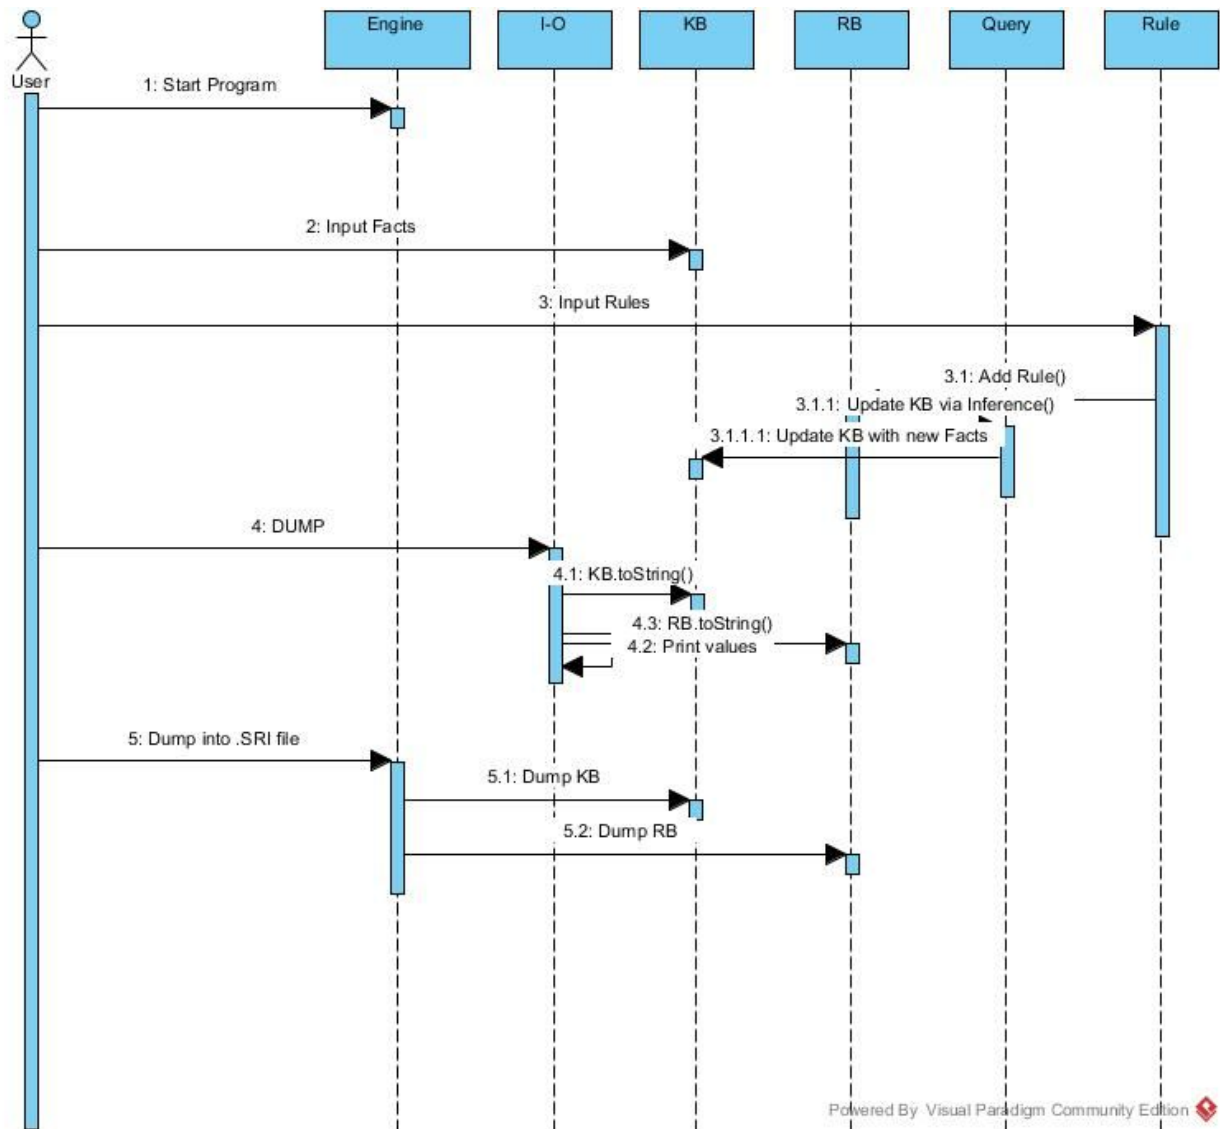 Engine
I-O
KB
RB
Query
Rule
User
1: Start Program
2: Input Facts
3: Input Rules
3.1: Add Rule()
3.1.1: Update KB via Inference()
3.1.1.1: Update KB with new Facts
4: DUMP
4.1: KB.toString()
4.3: RB.toString()
4.2: Print values
5: Dump into .SRI file
5.1: Dump KB
5.2: Dump RB
Powered By Visual Paradigm Community Edition